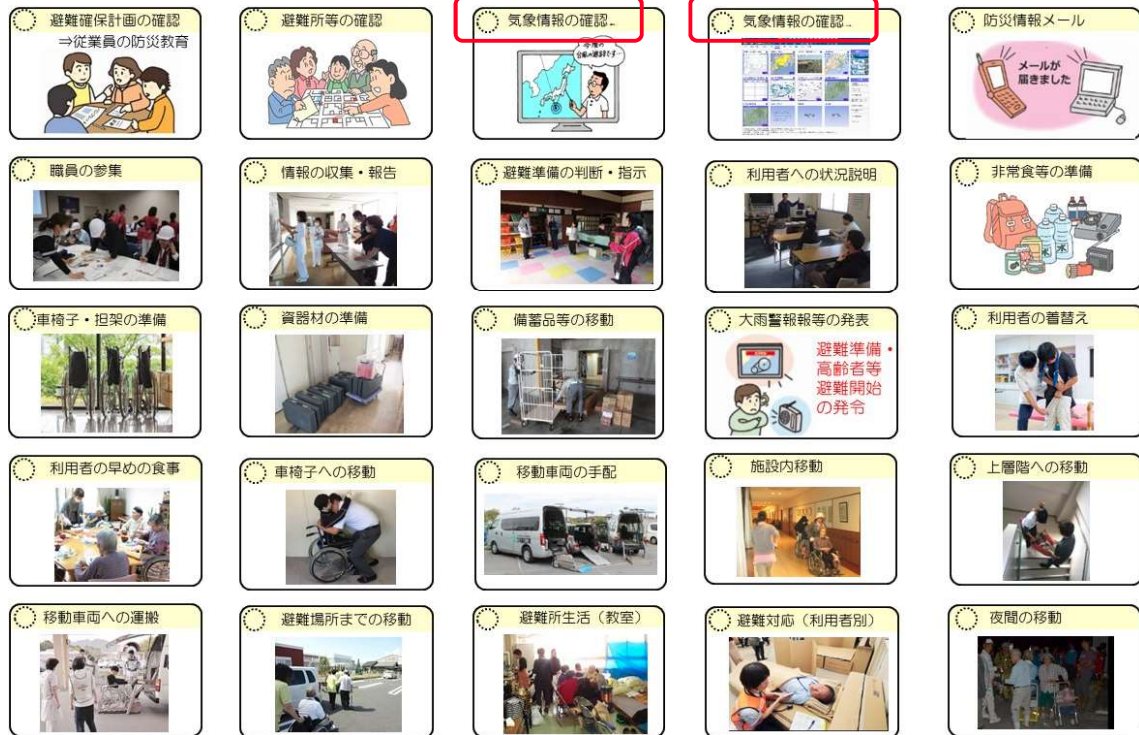 避難確保計画の確認
⇒従業員の防災教育
避難所等の確認
気象情報の確認
気象情報の確認
防災情報メール
メールが
届きました
職員の参集
情報の収集・報告
避難準備の判断・指示
利用者への状況説明
非常食等の準備
車椅子・担架の準備
資器材の準備
備蓄品等の移動
大雨警報報等の発表
避難準備・
高齢者等
避難開始
の発令
利用者の着替え
利用者の早めの食事
車椅子への移動
移動車両の手配
施設内移動
上層階への移動
移動車両への運搬
避難場所までの移動
避難所生活（教室）
避難対応（利用者別）
夜間の移動